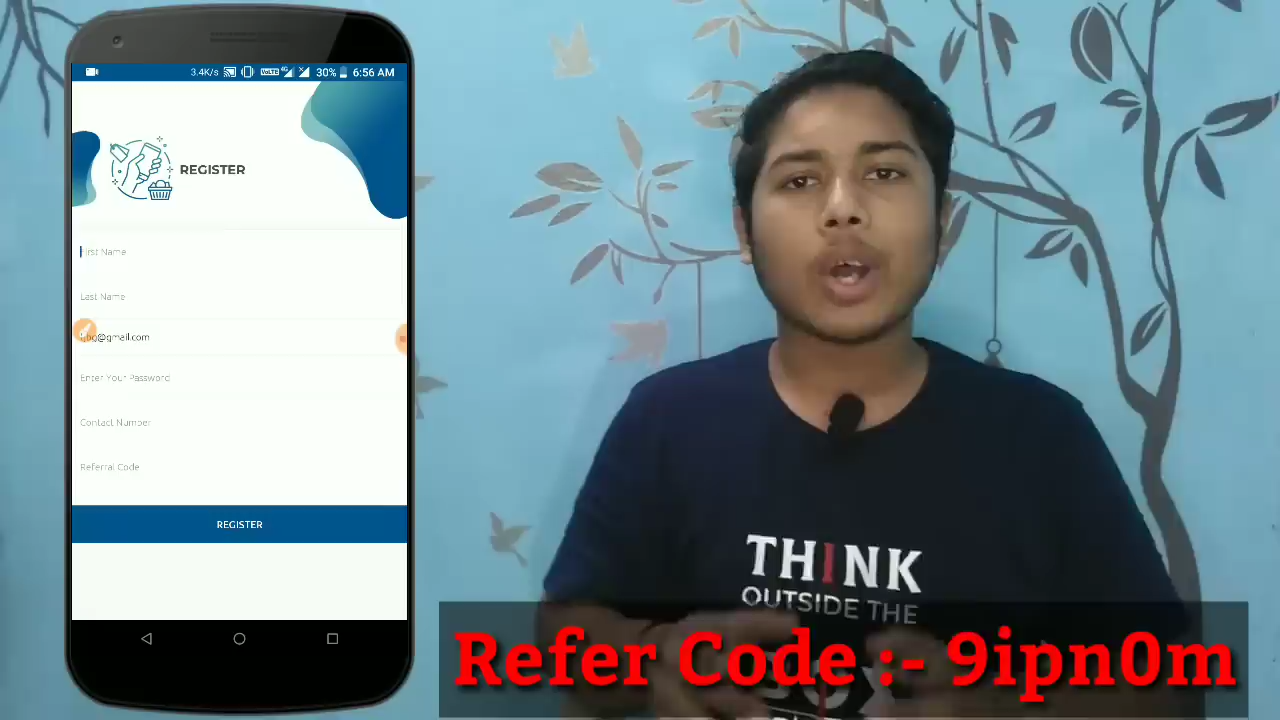 3.4K/s 30% 6:56 AM
REGISTER
First Name
Last Name
@gmail.com
Enter Your Password
Contact Number
Referral Code
REGISTER
THINK
OUTSIDE THE
Refer Code :- 9ipn0m